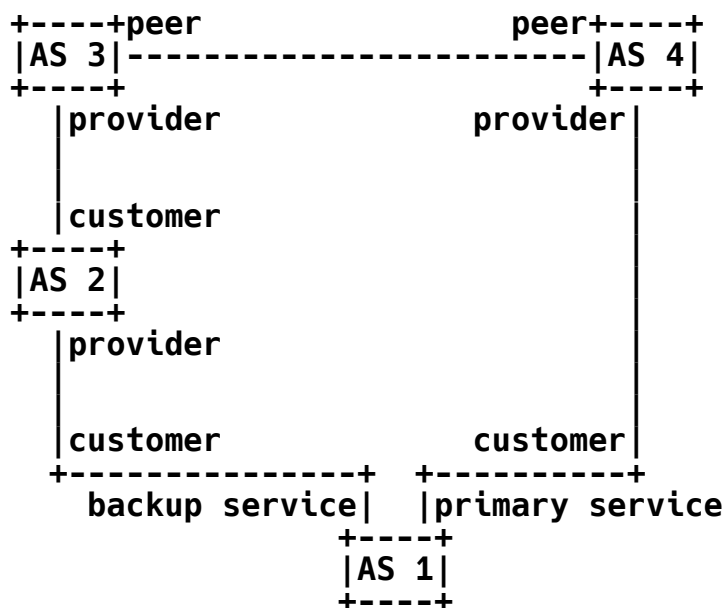 peer peer
AS 3 AS 4
provider provider
customer
AS 2
provider
customer customer
backup service primary service
AS 1